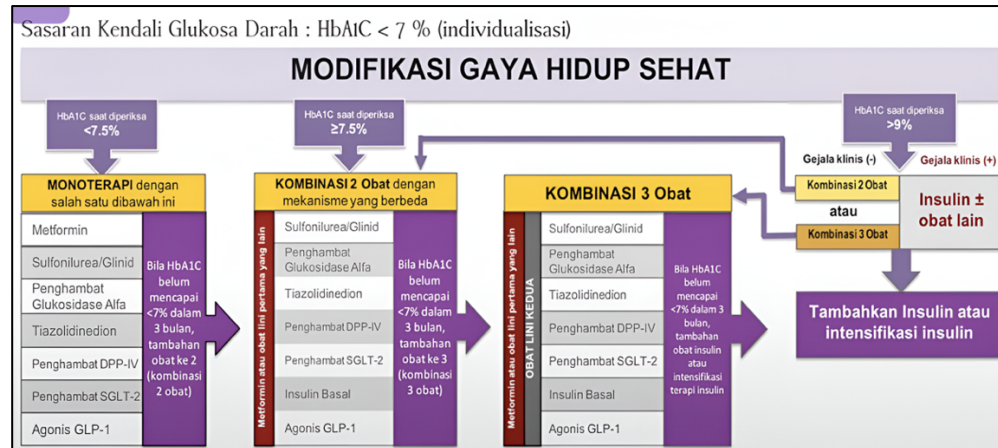 Sasaran Kendali Glukosa Darah : HbA1C < 7 % (individualisasi)
MODIFIKASI GAYA HIDUP SEHAT
HbA1C saat diperiksa
<7.5%
HbA1C saat diperiksa
≥7.5%
HbA1C saat diperiksa
>9%
MONOTERAPI dengan
salah satu dibawah ini
Metformin
Sulfonilurea/Glinid
Penghambat
Glukosidase Alfa
Tiazolidinedion
Penghambat DPP-IV
Penghambat SGLT-2
Agonis GLP-1
Bila HbA1C
belum
mencapai
<7% dalam
3 bulan,
tambahan
obat ke 2
(kombinasi
2 obat)
KOMBINASI 2 Obat dengan
mekanisme yang berbeda
Metformin atau obat lini pertama yang lain
Sulfonilurea/Glinid
Penghambat
Glukosidase Alfa
Tiazolidinedion
Penghambat DPP-IV
Penghambat SGLT-2
Insulin Basal
Agonis GLP-1
Bila HbA1C
belum
mencapai
<7% dalam
3 bulan,
tambahan
obat ke 3
(kombinasi
3 obat)
KOMBINASI 3 Obat
Metformin atau obat lini pertama yang lain
OBAT LINI KEDUA
Sulfonilurea/Glinid
Penghambat
Glukosidase Alfa
Tiazolidinedion
Penghambat DPP-IV
Penghambat SGLT-2
Insulin Basal
Agonis GLP-1
Bila HbA1C
belum
mencapai
<7% dalam 3
bulan,
tambahan
obat insulin
atau
intensifikasi
terapi insulin
Gejala klinis (-)
Gejala klinis (+)
Kombinasi 2 Obat
atau
Kombinasi 3 Obat
Insulin ±
obat lain
Tambahkan Insulin atau
intensifikasi insulin